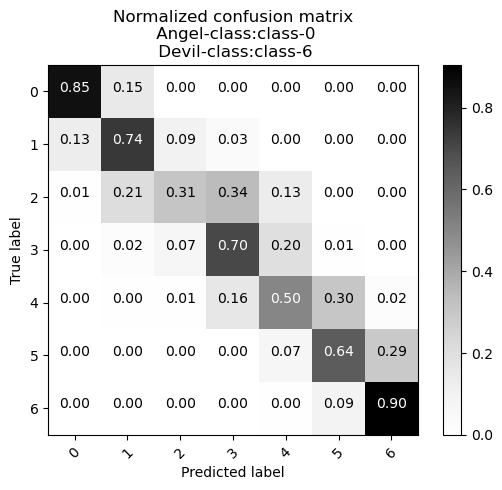 Normalized confusion matrix
Angel-class:class-0
Devil-class:class-6
0 0.85 0.15 0.00 0.00 0.00 0.00 0.00
1 0.13 0.74 0.09 0.03 0.00 0.00 0.00
2 0.01 0.21 0.31 0.34 0.13 0.00 0.00
3 0.00 0.02 0.07 0.70 0.20 0.01 0.00
4 0.00 0.00 0.01 0.16 0.50 0.30 0.02
5 0.00 0.00 0.00 0.00 0.07 0.64 0.29
6 0.00 0.00 0.00 0.00 0.00 0.09 0.90
0 1 2 3 4 5 6
True label
Predicted label
0.8
0.6
0.4
0.2
0.0